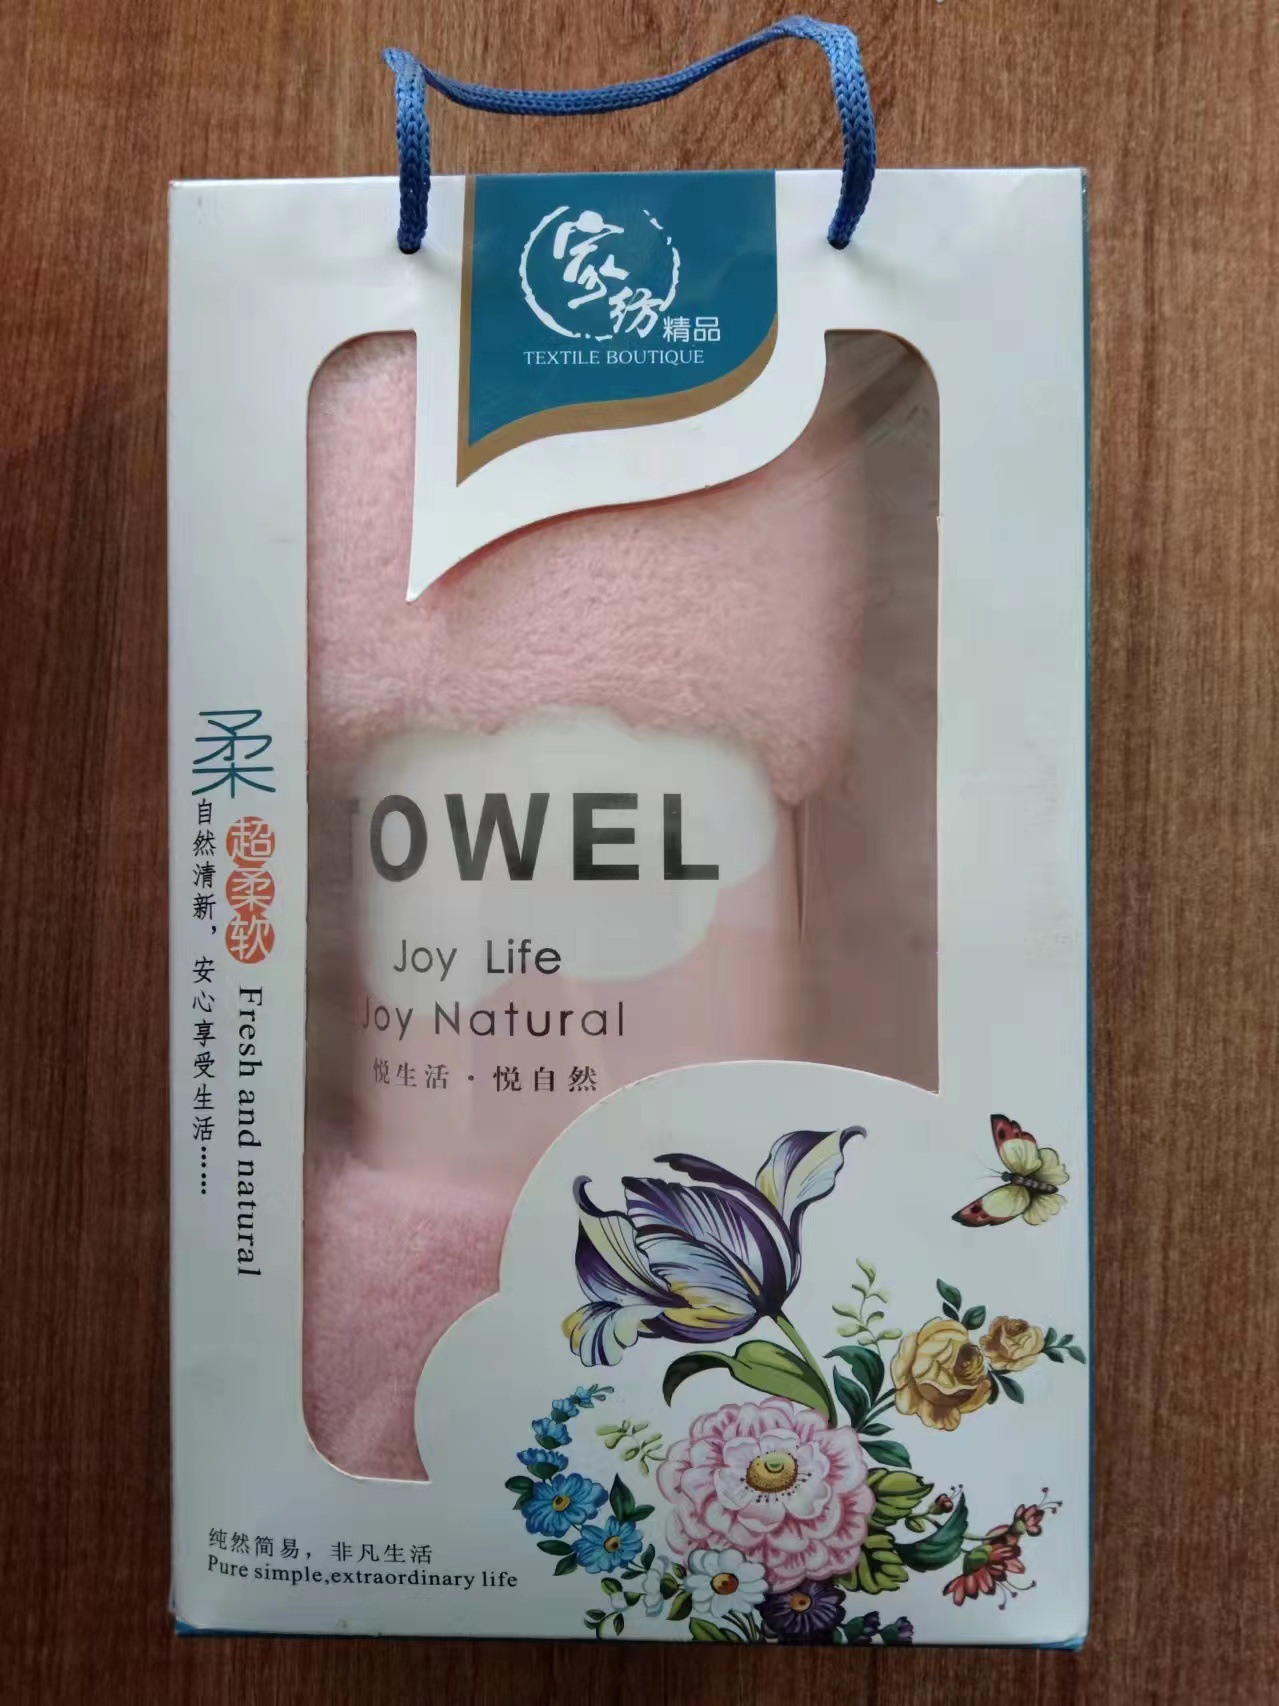 家纺精品
TEXTILE BOUTIQUE
柔
超柔软
自然清新，安心享受生活……
Fresh and natural
TOWEL
Joy Life
Joy Natural
悦生活·悦自然
纯然简易，非凡生活
Pure simple,extraordinary life